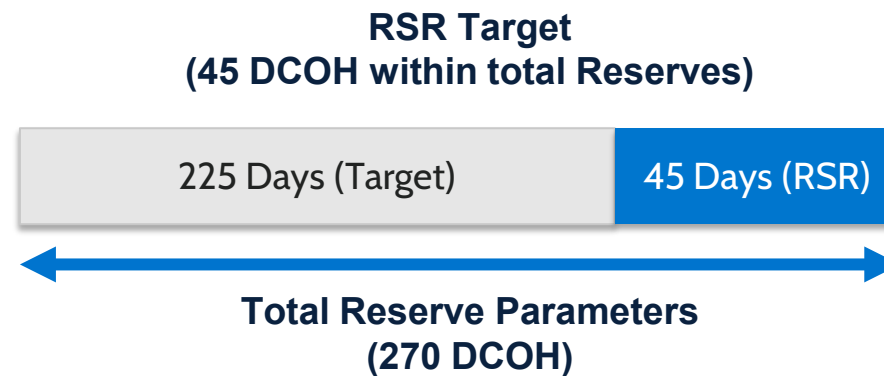 RSR Target
(45 DCOH within total Reserves)
225 Days (Target)
45 Days (RSR)
Total Reserve Parameters
(270 DCOH)